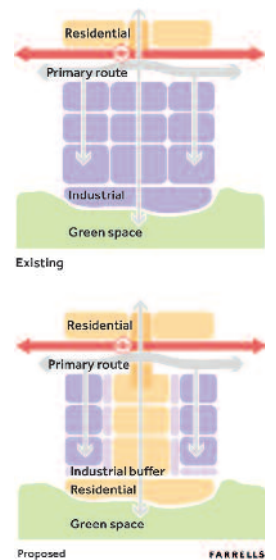 Residential
Primary route
Industrial
Green space
Existing
Residential
Primary route
Industrial buffer
Residential
Green space
Proposed
FARRELLS